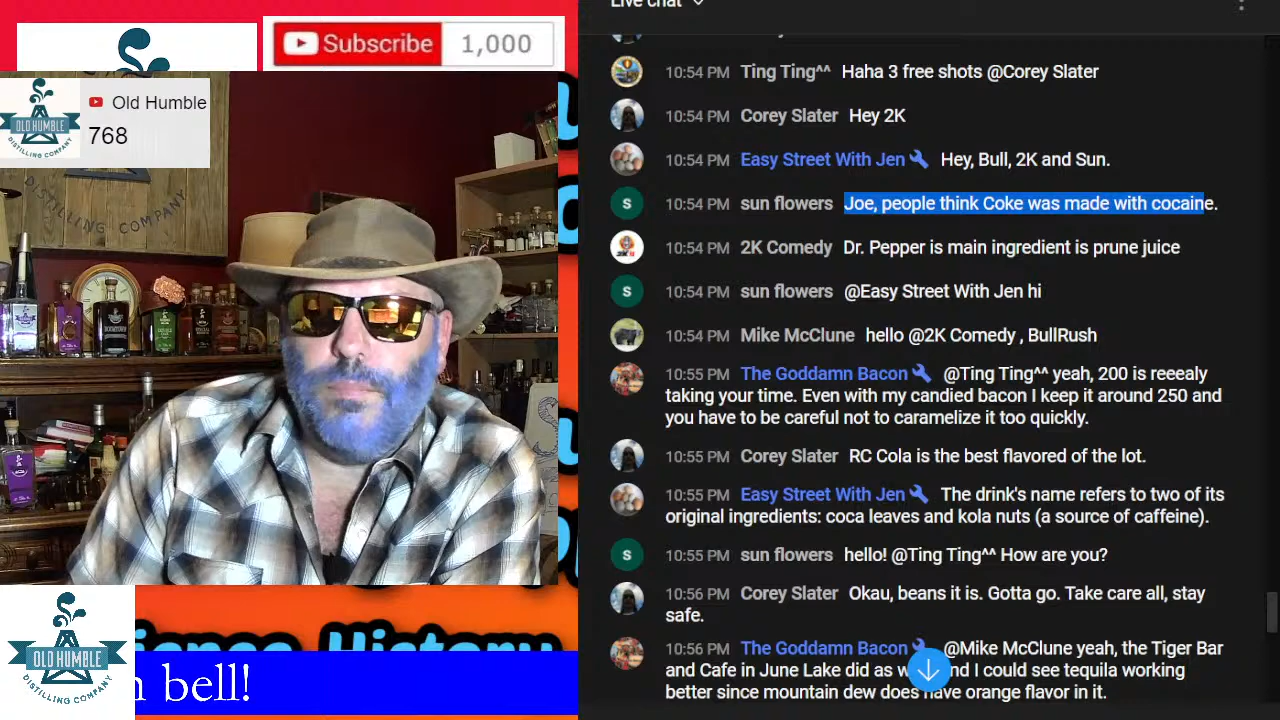 Live chat
Subscribe 1,000
Old Humble
768
OLD HUMBLE
DISTILLING COMPANY
DISTILLING COMPANY
10:54 PM Ting Ting^^ Haha 3 free shots @Corey Slater
10:54 PM Corey Slater Hey 2K
10:54 PM Easy Street With Jen Hey, Bull, 2K and Sun.
S 10:54 PM sun flowers Joe, people think Coke was made with cocaine.
10:54 PM 2K Comedy Dr. Pepper is main ingredient is prune juice
S 10:54 PM sun flowers @Easy Street With Jen hi
10:54 PM Mike McClune hello @2K Comedy , BullRush
10:55 PM The Goddamn Bacon @Ting Ting^^ yeah, 200 is reeealy
taking your time. Even with my candied bacon I keep it around 250 and
you have to be careful not to caramelize it too quickly.
10:55 PM Corey Slater RC Cola is the best flavored of the lot.
10:55 PM Easy Street With Jen The drink's name refers to two of its
original ingredients: coca leaves and kola nuts (a source of caffeine).
S 10:55 PM sun flowers hello! @Ting Ting^^ How are you?
10:56 PM Corey Slater Okau, beans it is. Gotta go. Take care all, stay
safe.
10:56 PM The Goddamn Bacon @Mike McClune yeah, the Tiger Bar
and Cafe in June Lake did as and I could see tequila working
better since mountain dew does have orange flavor in it.
OLD HUMBLE
DISTILLING COMPANY
History
bell!